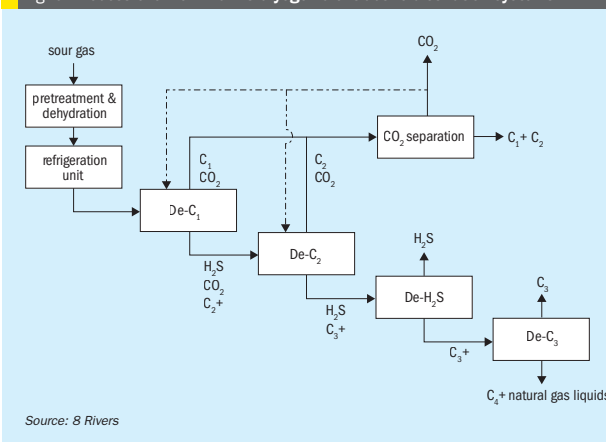 sour gas
pretreatment &
dehydration
refrigeration
unit
De-C₁
C₁
CO₂
H₂S
CO₂
C₂+
De-C₂
C₂
CO₂
H₂S
C₃+
CO₂
CO₂ separation
C₁+ C₂
H₂S
De-H₂S
C₃+
C₃
De-C₃
C₄+ natural gas liquids
Source: 8 Rivers